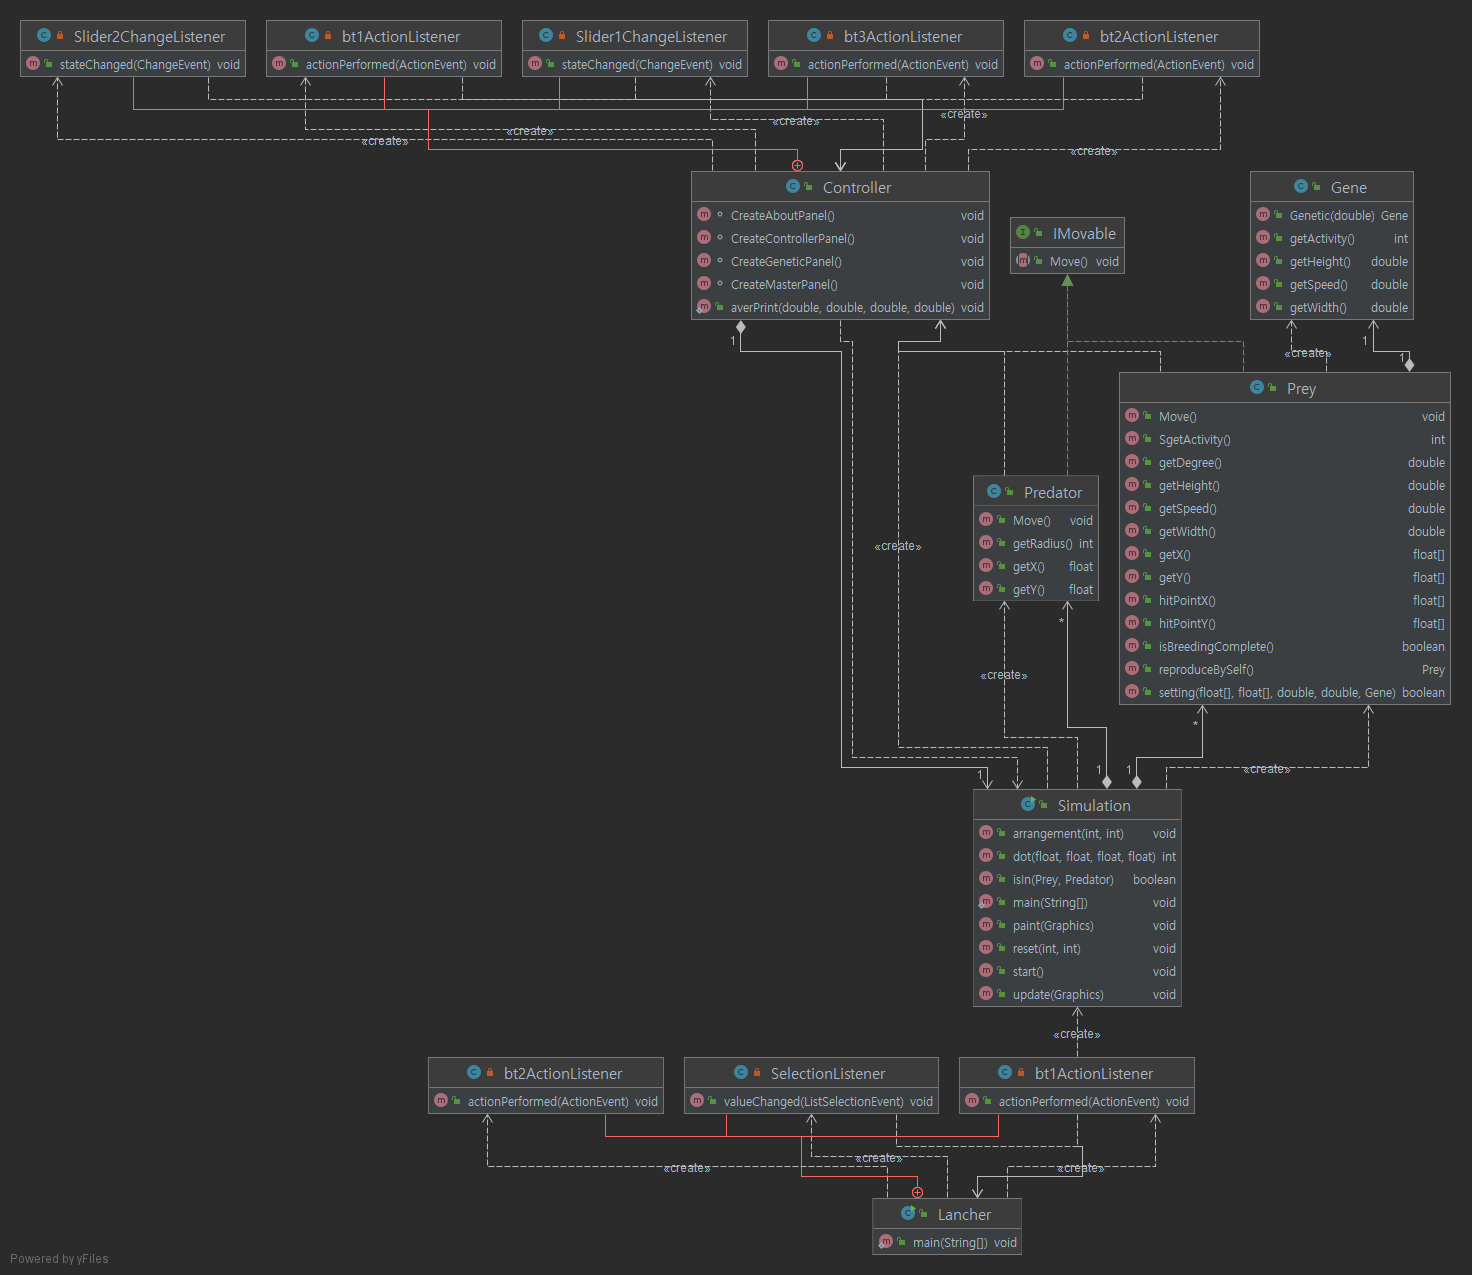 Slider2ChangeListener
stateChanged(ChangeEvent) void
bt1ActionListener
actionPerformed(ActionEvent) void
Slider1ChangeListener
stateChanged(ChangeEvent) void
bt3ActionListener
actionPerformed(ActionEvent) void
bt2ActionListener
actionPerformed(ActionEvent) void
«create»
«create»
«create»
«create»
«create»
Controller
CreateAboutPanel() void
CreateControllerPanel() void
CreateGeneticPanel() void
CreateMasterPanel() void
averPrint(double, double, double, double) void
IMovable
Move() void
Gene
Genetic(double) Gene
getActivity() int
getHeight() double
getSpeed() double
getWidth() double
1
1
«create»
1
Prey
Move() void
SgetActivity() int
getDegree() double
getHeight() double
getSpeed() double
getWidth() double
getX() float[]
getY() float[]
hitPointX() float[]
hitPointY() float[]
isBreedingComplete() boolean
reproduceBySelf() Prey
setting(float[], float[], double, double, Gene) boolean
Predator
Move() void
getRadius() int
getX() float
getY() float
«create»
*
«create»
*
1
1
1
«create»
Simulation
arrangement(int, int) void
dot(float, float, float, float) int
isIn(Prey, Predator) boolean
main(String[]) void
paint(Graphics) void
reset(int, int) void
start() void
update(Graphics) void
«create»
bt2ActionListener
actionPerformed(ActionEvent) void
SelectionListener
valueChanged(ListSelectionEvent) void
bt1ActionListener
actionPerformed(ActionEvent) void
«create»
«create»
«create»
Lancher
main(String[]) void
Powered by yFiles